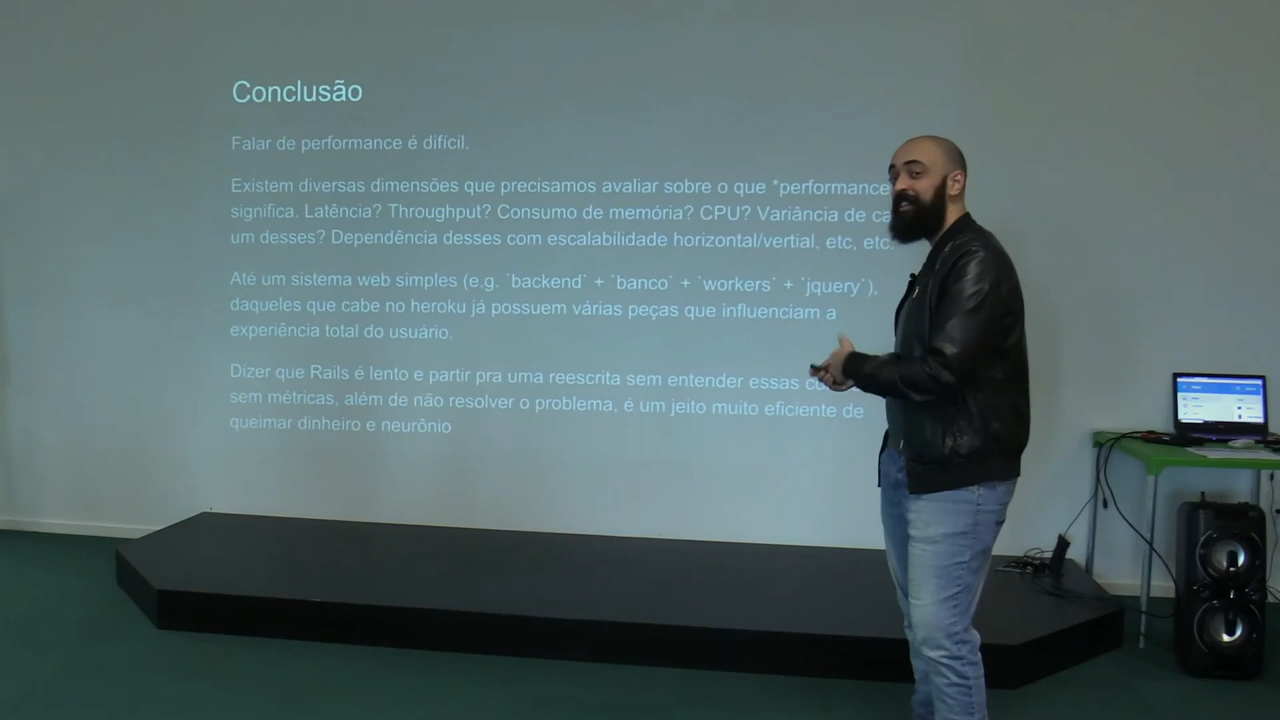 Conclusão
Falar de performance é difícil.
Existem diversas dimensões que precisamos avaliar sobre o que *performance
significa. Latência? Throughput? Consumo de memória? CPU? Variância de
um desses? Dependência desses com escalabilidade horizontal/vertial, etc, etc.
Até um sistema web simples (e.g. `backend` + `banco` + `workers` + `jquery`),
daqueles que cabe no heroku já possuem várias peças que influenciam a
experiência total do usuário.
Dizer que Rails é lento e partir pra uma reescrita sem entender essas
sem métricas, além de não resolver o problema, é um jeito muito eficiente de
queimar dinheiro e neurônio